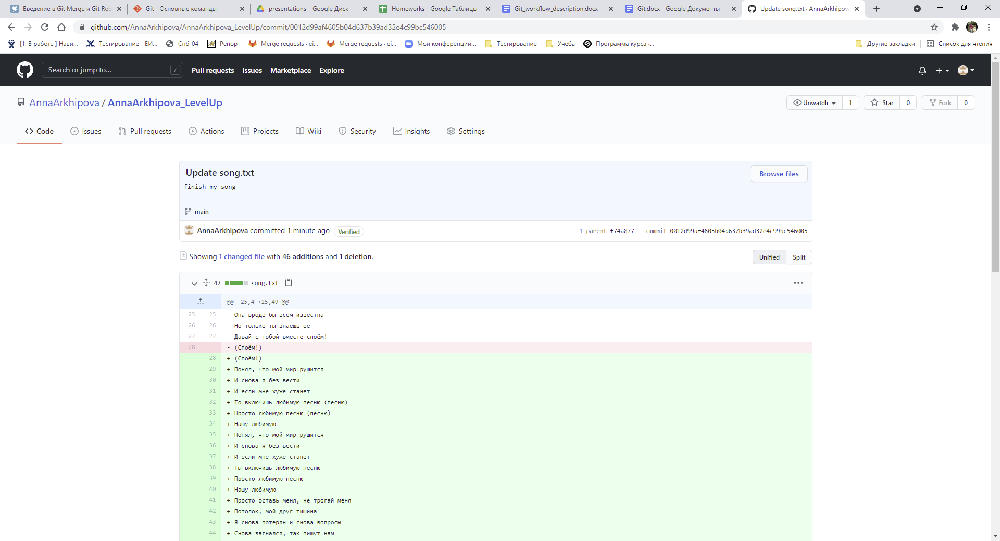 Введение в Git Merge и Git Reb
Git - Основные команды
presentations – Google Диск
Homeworks - Google Таблицы
Git_workflow_description.docx -
Git.docx - Google Документы
Update song.txt · AnnaArkhipova
github.com/AnnaArkhipova/AnnaArkhipova_LevelUp/commit/0012d99af4605b04d637b39ad32e4c99bc546005
[1. В работе ] Нави...
Тестирование - ЕИ...
Спб-04
Репорт
Merge requests · ei...
Merge requests · ei...
Мои конференции...
Тестирование
Учеба
Программа курса -...
Другие закладки
Список для чтения
Search or jump to...
/
Pull requests
Issues
Marketplace
Explore
AnnaArkhipova / AnnaArkhipova_LevelUp
Unwatch 1
Star 0
Fork 0
Code
Issues
Pull requests
Actions
Projects
Wiki
Security
Insights
Settings
Update song.txt
Browse files
finish my song
main
AnnaArkhipova committed 1 minute ago Verified
1 parent f74a877 commit 0012d99af4605b04d637b39ad32e4c99bc546005
Showing 1 changed file with 46 additions and 1 deletion.
Unified Split
47 song.txt
@@ -25,4 +25,49 @@
25 25 Она вроде бы всем известна
26 26 Но только ты знаешь её
27 27 Давай с тобой вместе споём!
28 - (Споём!)
28 + (Споём!)
29 + Понял, что мой мир рушится
30 + И снова я без вести
31 + И если мне хуже станет
32 + То включишь любимую песню (песню)
33 + Просто любимую песню (песню)
34 + Нашу любимую
35 + Понял, что мой мир рушится
36 + И снова я без вести
37 + И если мне хуже станет
38 + Ты включишь любимую песню
39 + Просто любимую песню
40 + Нашу любимую
41 + Просто оставь меня, не трогай меня
42 + Потолок, мой друг тишина
43 + Я снова потерян и снова вопросы
44 + Снова загнался, так пишут нам